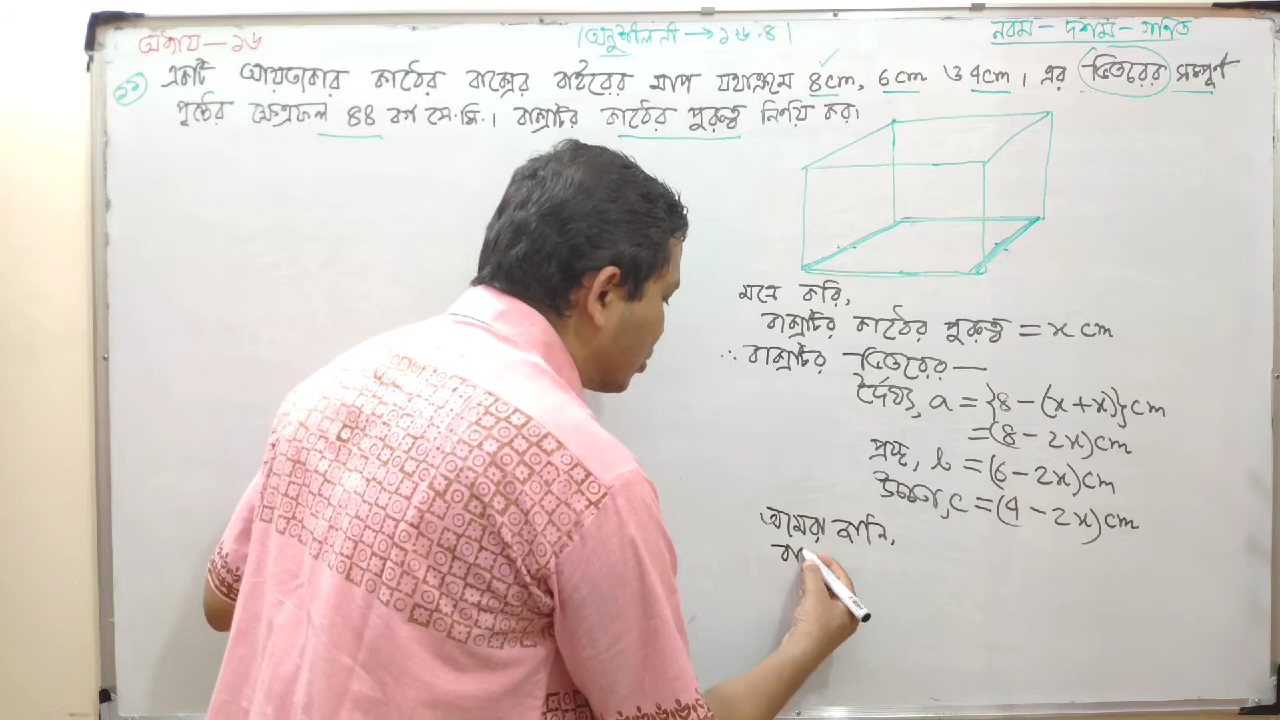 অধ্যায় — ১৬
অনুশীলনী → ১৬.৪
নবম - দশম - গণিত
১১ একটি আয়তাকার কাঠের বাক্সের বাইরের মাপ যথাক্রমে 8cm, 6cm ও 4cm। এর ভিতরের সম্পূর্ণ
পৃষ্ঠের ক্ষেত্রফল ৪৪ বর্গ সে.মি.। বাক্সটির কাঠের পুরুত্ব নির্ণয় কর।
মনে করি,
বাক্সটির কাঠের পুরুত্ব = x cm
∴ বাক্সটির ভিতরের —
দৈর্ঘ্য, a = {8 - (x + x)} cm
= (8 - 2x) cm
প্রস্থ, b = (6 - 2x) cm
উচ্চতা, c = (4 - 2x) cm
আমরা জানি,
বা